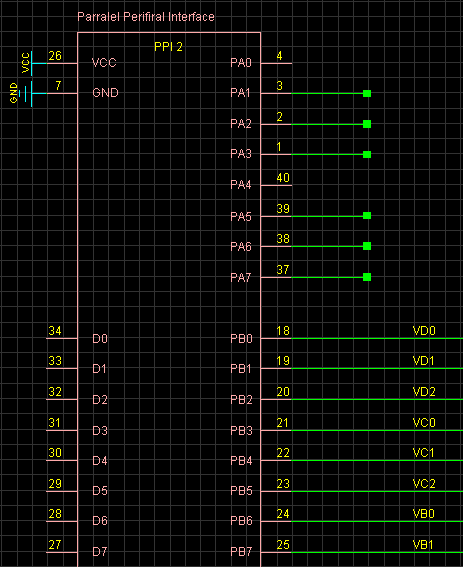 Parralel Perifiral Interface
PPI 2
VCC 26 VCC PA0 4
GND 7 GND PA1 3
PA2 2
PA3 1
PA4 40
PA5 39
PA6 38
PA7 37
34 D0 PB0 18 VD0
33 D1 PB1 19 VD1
32 D2 PB2 20 VD2
31 D3 PB3 21 VC0
30 D4 PB4 22 VC1
29 D5 PB5 23 VC2
28 D6 PB6 24 VB0
27 D7 PB7 25 VB1